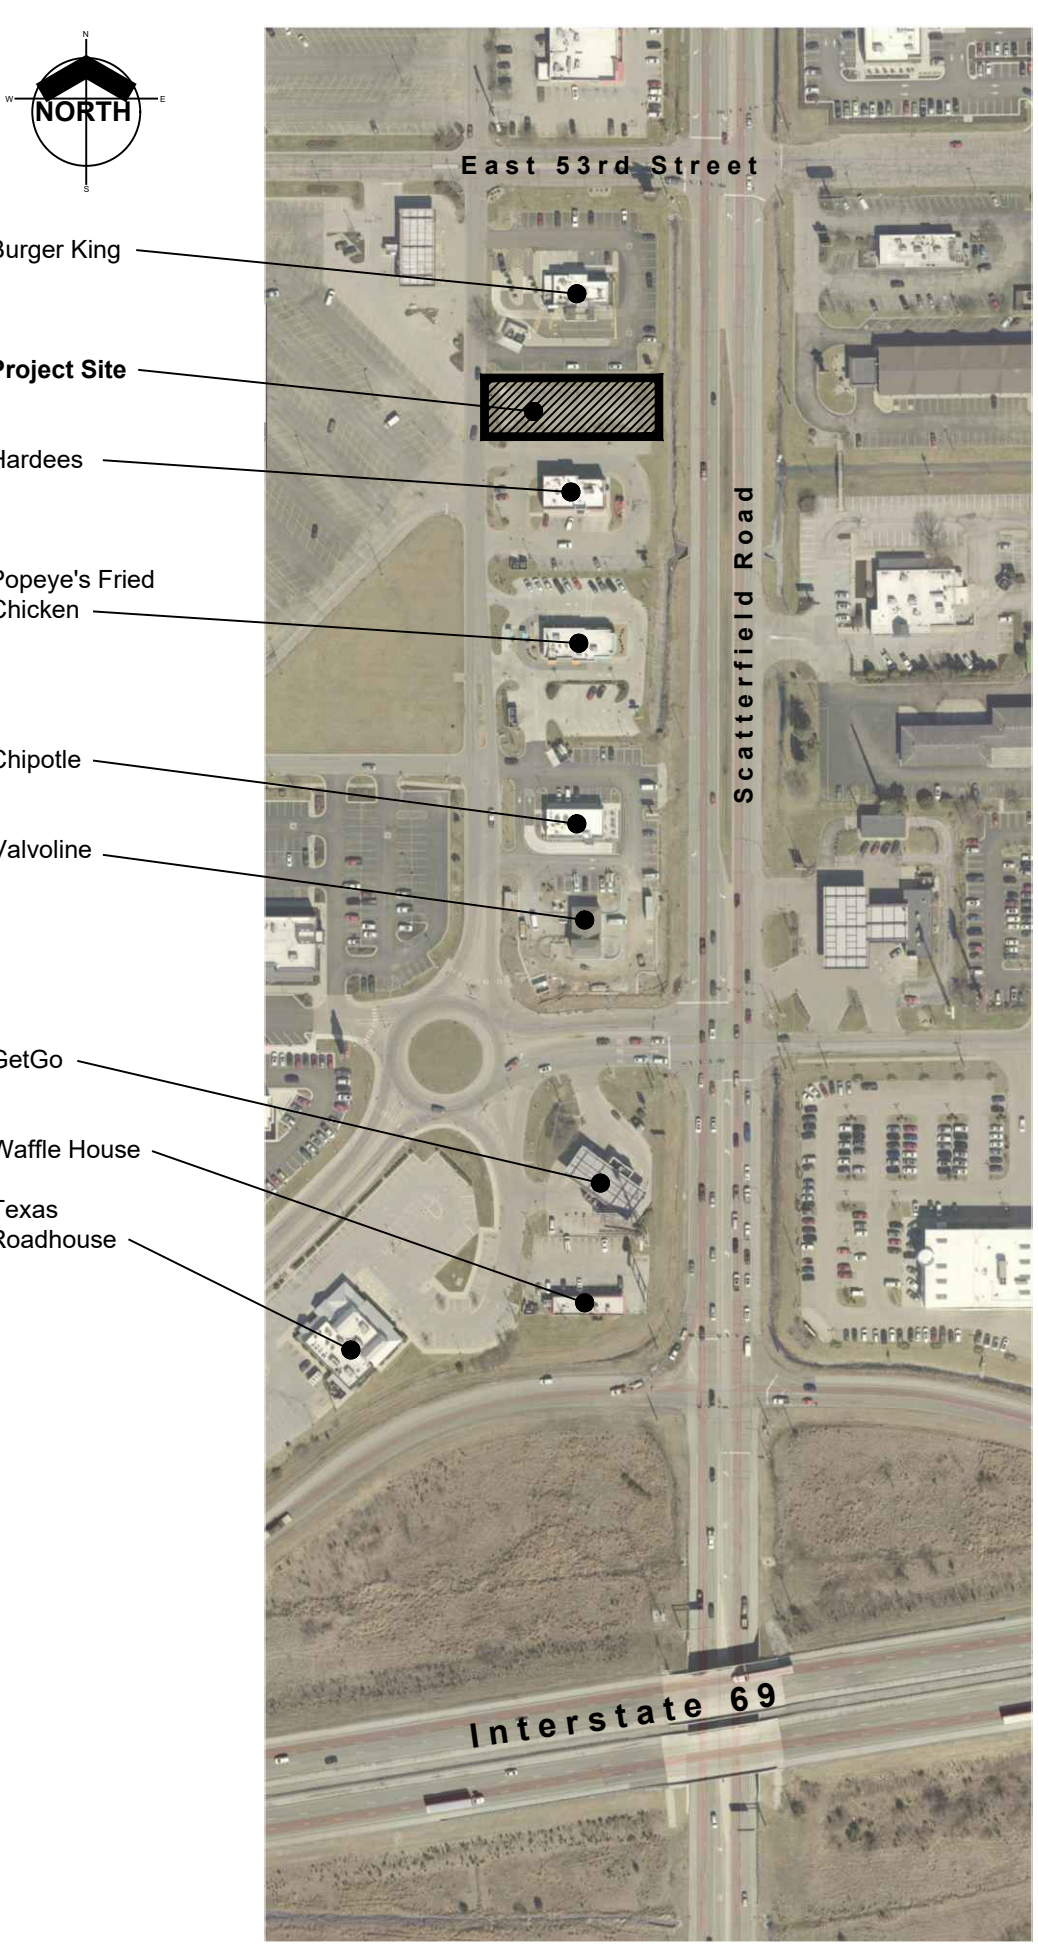 N
W
E
NORTH
S
East 53rd Street
Burger King
Project Site
Hardees
Popeye's Fried
Chicken
Scatterfield Road
Chipotle
Valvoline
GetGo
Waffle House
Texas
Roadhouse
Interstate 69